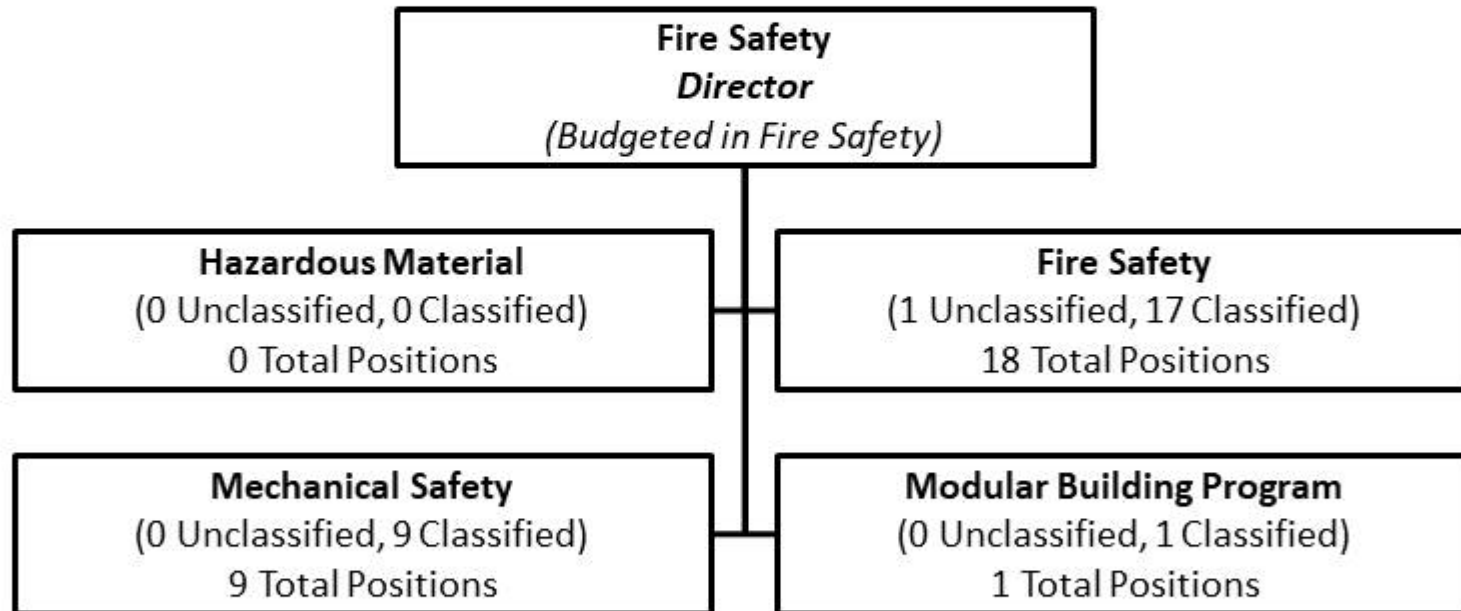 Fire Safety
Director
(Budgeted in Fire Safety)
Hazardous Material
(0 Unclassified, 0 Classified)
0 Total Positions
Fire Safety
(1 Unclassified, 17 Classified)
18 Total Positions
Mechanical Safety
(0 Unclassified, 9 Classified)
9 Total Positions
Modular Building Program
(0 Unclassified, 1 Classified)
1 Total Positions